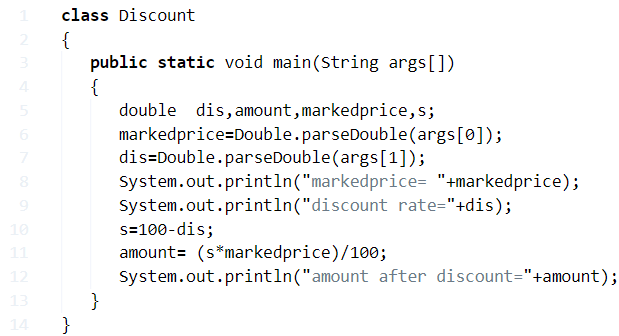 1 class Discount
2 {
3 public static void main(String args[])
4 {
5 double  dis,amount,markedprice,s;
6 markedprice=Double.parseDouble(args[0]);
7 dis=Double.parseDouble(args[1]);
8 System.out.println("markedprice= "+markedprice);
9 System.out.println("discount rate="+dis);
10 s=100-dis;
11 amount= (s*markedprice)/100;
12 System.out.println("amount after discount="+amount);
13 }
14 }